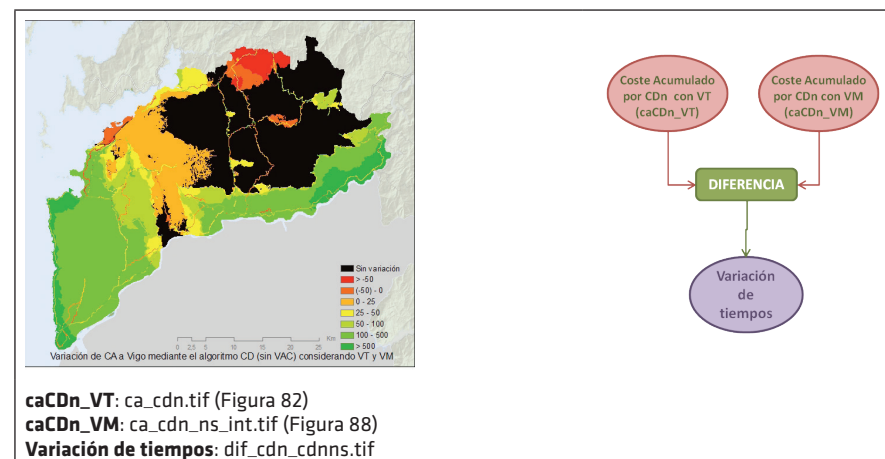 Sin variación
> -50
(-50) - 0
0 - 25
25 - 50
50 - 100
100 - 500
> 500
0 2,5 5 10 15 20 25
Km
Variación de CA a Vigo mediante el algoritmo CD (sin VAC) considerando VT y VM
Coste Acumulado
por CDn con VT
(caCDn_VT)
Coste Acumulado
por CDn con VM
(caCDn_VM)
DIFERENCIA
Variación
de
tiempos
caCDn_VT: ca_cdn.tif (Figura 82)
caCDn_VM: ca_cdn_ns_int.tif (Figura 88)
Variación de tiempos: dif_cdn_cdnns.tif